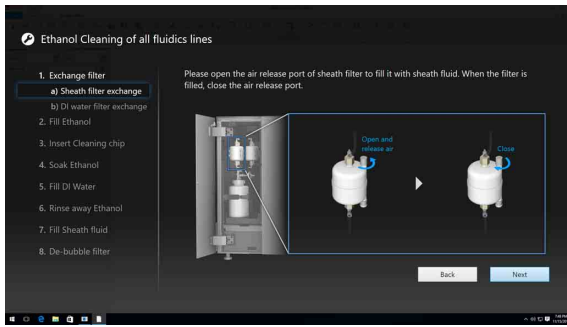 Ethanol Cleaning of all fluidics lines
1. Exchange filter
a) Sheath filter exchange
b) DI water filter exchange
2. Fill Ethanol
3. Insert Cleaning chip
4. Soak Ethanol
5. Fill DI Water
6. Rinse away Ethanol
7. Fill Sheath fluid
8. De-bubble filter
Please open the air release port of sheath filter to fill it with sheath fluid. When the filter is
filled, close the air release port.
Open and
release air
Close
Back
Next